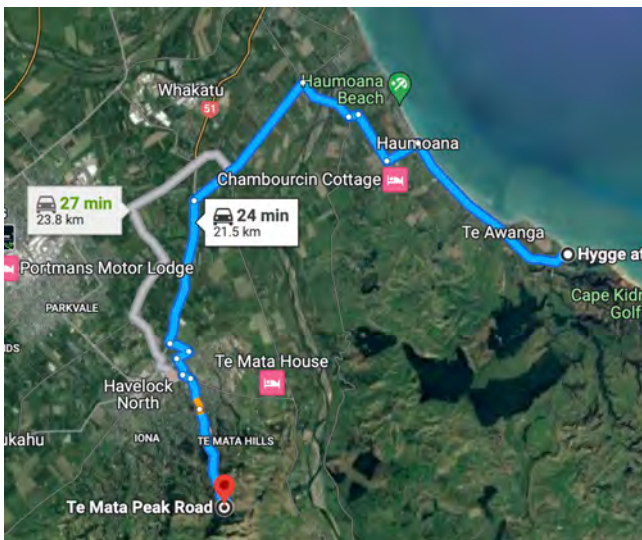 Whakatu
51
Haumoana
Beach
Haumoana
Chambourcin Cottage
27 min
23.8 km
24 min
21.5 km
Te Awanga
Hygge at
Portmans Motor Lodge
Cape Kidn
Golf
PARKVALE
Te Mata House
Havelock
North
ukahu
IONA
TE MATA HILLS
Te Mata Peak Road